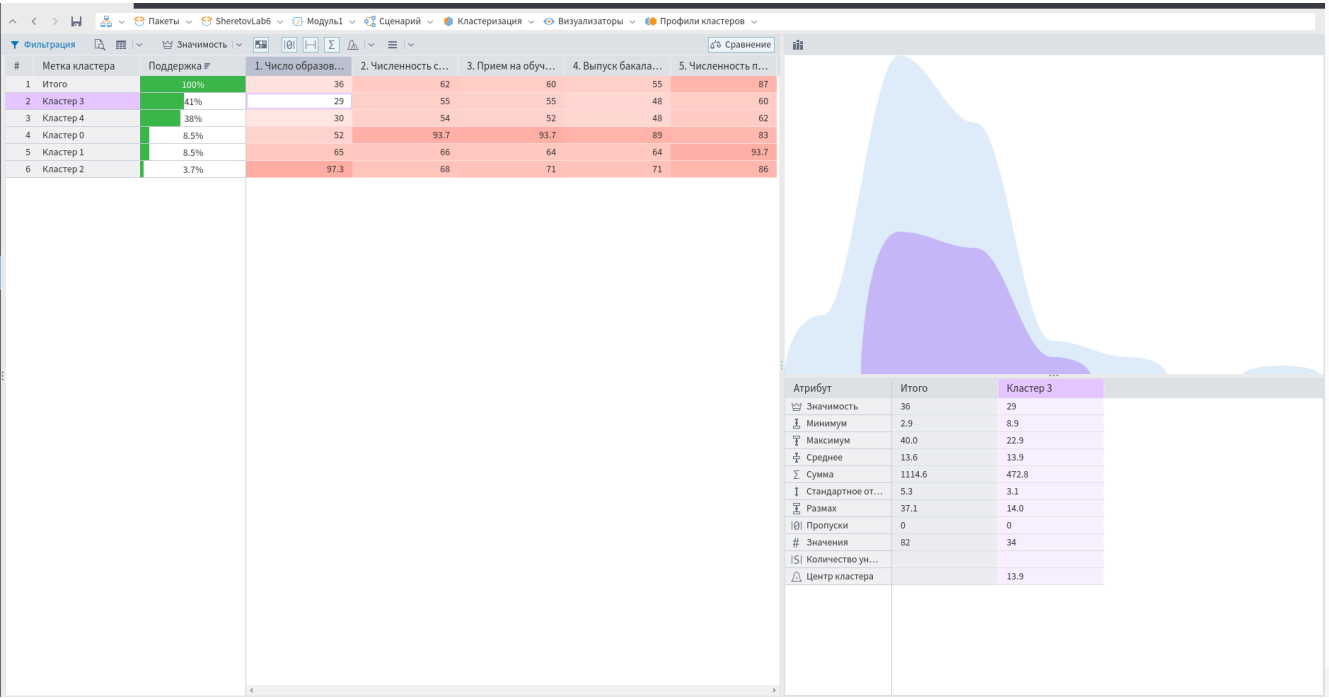 Пакеты SheretovLab6 Модуль1 Сценарий Кластеризация Визуализаторы Профили кластеров
Фильтрация Значимость Сравнение
# Метка кластера Поддержка 1. Число образов... 2. Численность с... 3. Прием на обуч... 4. Выпуск бакала... 5. Численность п...
1 Итого 100% 36 62 60 55 87
2 Кластер 3 41% 29 55 55 48 60
3 Кластер 4 38% 30 54 52 48 62
4 Кластер 0 8.5% 52 93.7 93.7 89 83
5 Кластер 1 8.5% 65 66 64 64 93.7
6 Кластер 2 3.7% 97.3 68 71 71 86
Атрибут Итого Кластер 3
Значимость 36 29
Минимум 2.9 8.9
Максимум 40.0 22.9
Среднее 13.6 13.9
Σ Сумма 1114.6 472.8
Стандартное от... 5.3 3.1
Размах 37.1 14.0
|0| Пропуски 0 0
# Значения 82 34
|S| Количество ун...
Центр кластера 13.9